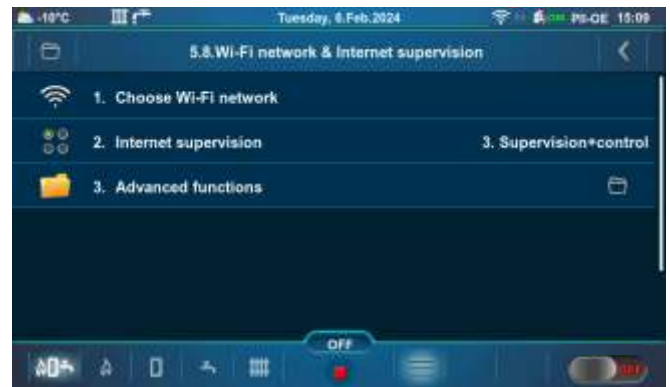 -10°C Tuesday, 6.Feb.2024 PS-OE 15:09
5.8.Wi-Fi network & Internet supervision
1. Choose Wi-Fi network
2. Internet supervision 3. Supervision+control
3. Advanced functions
OFF
OFF